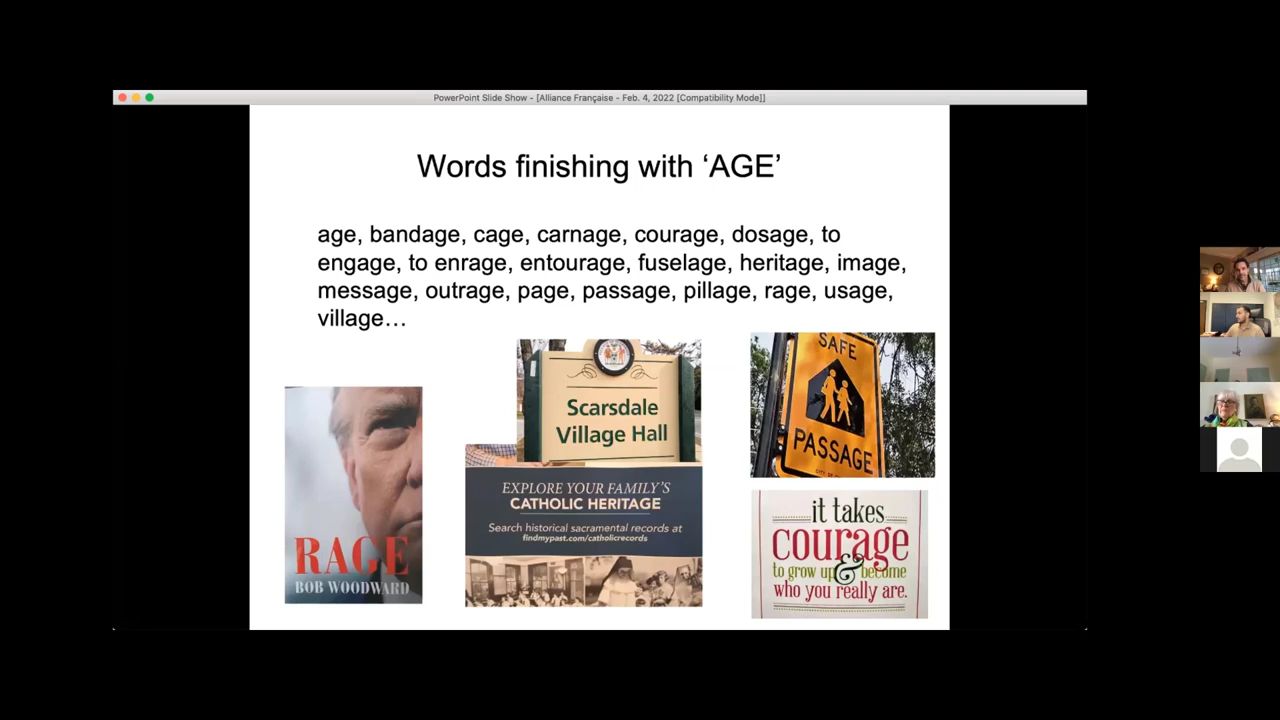 PowerPoint Slide Show - [Alliance Française - Feb. 4, 2022 [Compatibility Mode]]
Words finishing with ‘AGE’
age, bandage, cage, carnage, courage, dosage, to
engage, to enrage, entourage, fuselage, heritage, image,
message, outrage, page, passage, pillage, rage, usage,
village…
RAGE
BOB WOODWARD
Scarsdale
Village Hall
EXPLORE YOUR FAMILY'S
CATHOLIC HERITAGE
Search historical sacramental records at
findmypast.com/catholicrecords
SAFE
PASSAGE
it takes
courage
to grow up & become
who you really are.